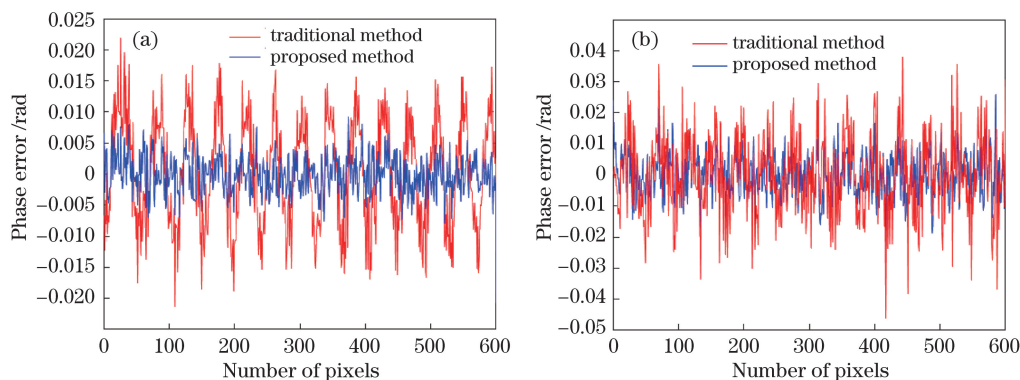 0.025
0.020
0.015
0.010
0.005
0
−0.005
−0.010
−0.015
−0.020
Phase error /rad
(a)
traditional method
proposed method
0 100 200 300 400 500 600
Number of pixels
0.04
0.03
0.02
0.01
0
−0.01
−0.02
−0.03
−0.04
−0.05
Phase error /rad
(b)
traditional method
proposed method
0 100 200 300 400 500 600
Number of pixels